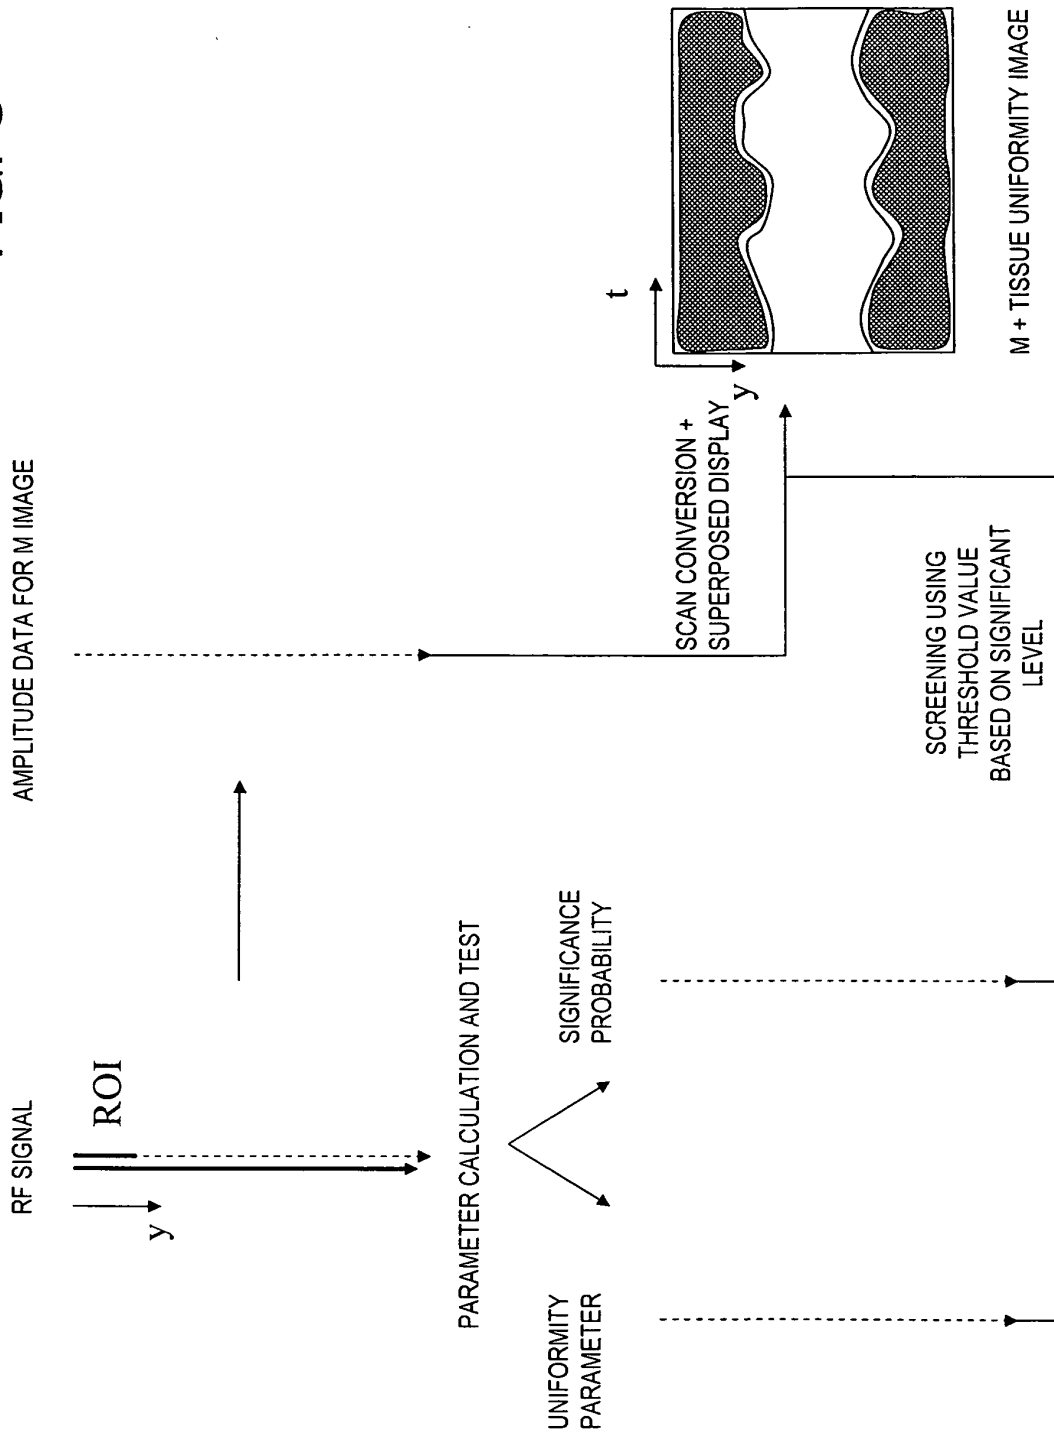 RF SIGNAL
AMPLITUDE DATA FOR M IMAGE
y
ROI
PARAMETER CALCULATION AND TEST
UNIFORMITY
PARAMETER
SIGNIFICANCE
PROBABILITY
SCAN CONVERSION +
SUPERPOSED DISPLAY
t
y
SCREENING USING
THRESHOLD VALUE
BASED ON SIGNIFICANT
LEVEL
M + TISSUE UNIFORMITY IMAGE